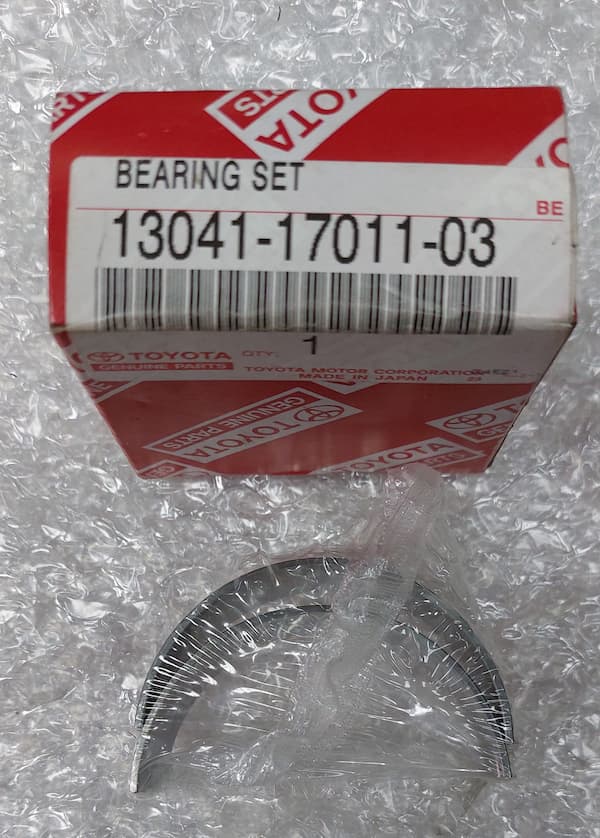 TOYOTA
PARTS
BEARING SET
BE
13041-17011-03
TOYOTA QTY: 1
GENUINE PARTS
TOYOTA MOTOR CORPORATION
MADE IN JAPAN
TOYOTA
GENUINE PARTS